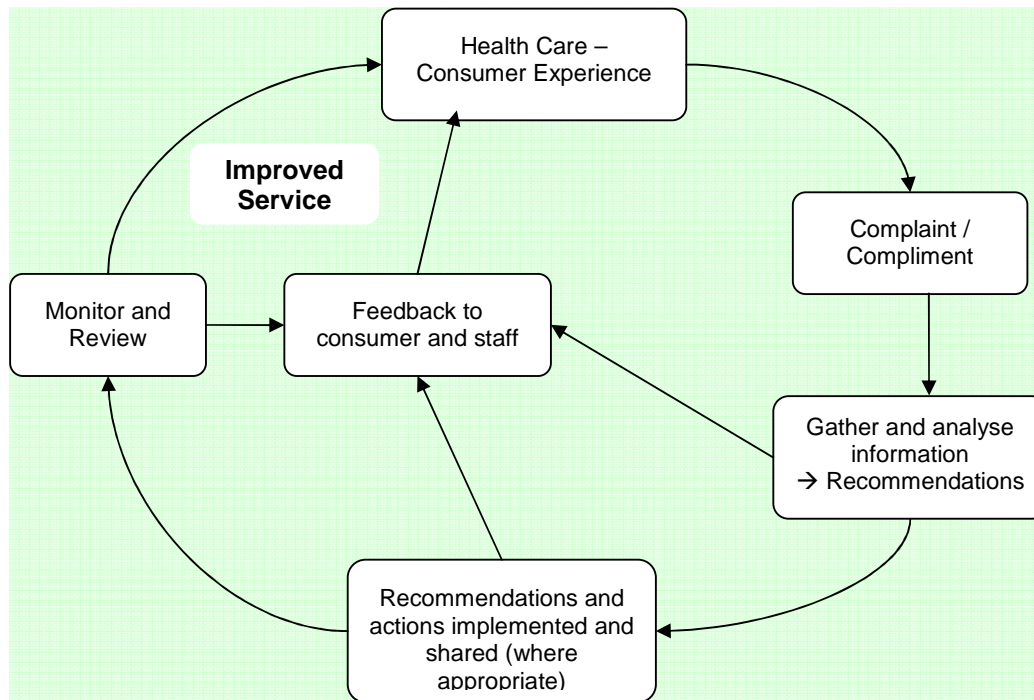 Health Care –
Consumer Experience
Improved
Service
Complaint /
Compliment
Monitor and
Review
Feedback to
consumer and staff
Gather and analyse
information
→ Recommendations
Recommendations and
actions implemented and
shared (where
appropriate)